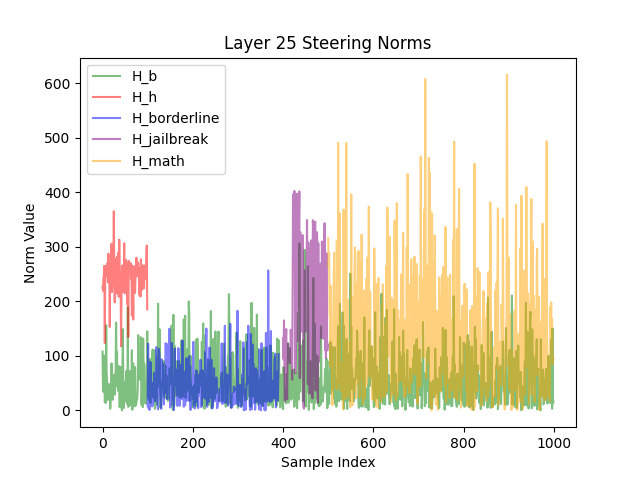 Layer 25 Steering Norms
H_b
H_h
H_borderline
H_jailbreak
H_math
Norm Value
600
500
400
300
200
100
0
0 200 400 600 800 1000
Sample Index